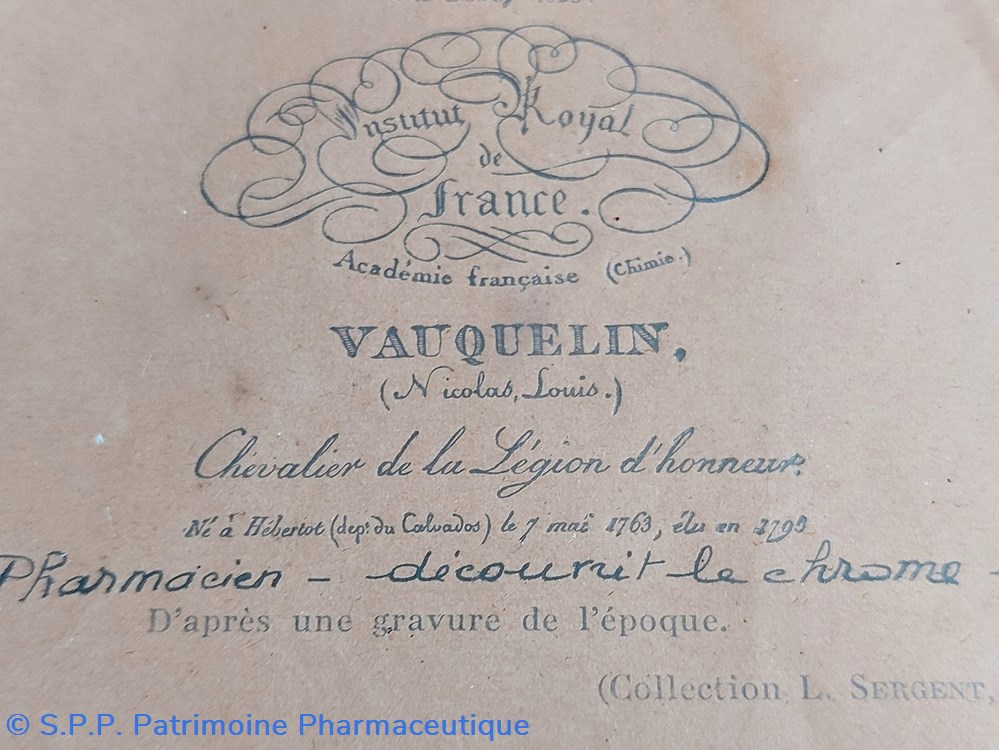 Institut Royal
de
France.
Académie française (Chimie.)
VAUQUELIN,
(Nicolas, Louis.)
Chevalier de la Légion d'honneur.
Né à Hébertot (dep.t du Calvados) le 7 mai 1763, élu en 1795
Pharmacien - découvrit le chrome -
D'après une gravure de l'époque.
(Collection L. SERGENT,
© S.P.P. Patrimoine Pharmaceutique